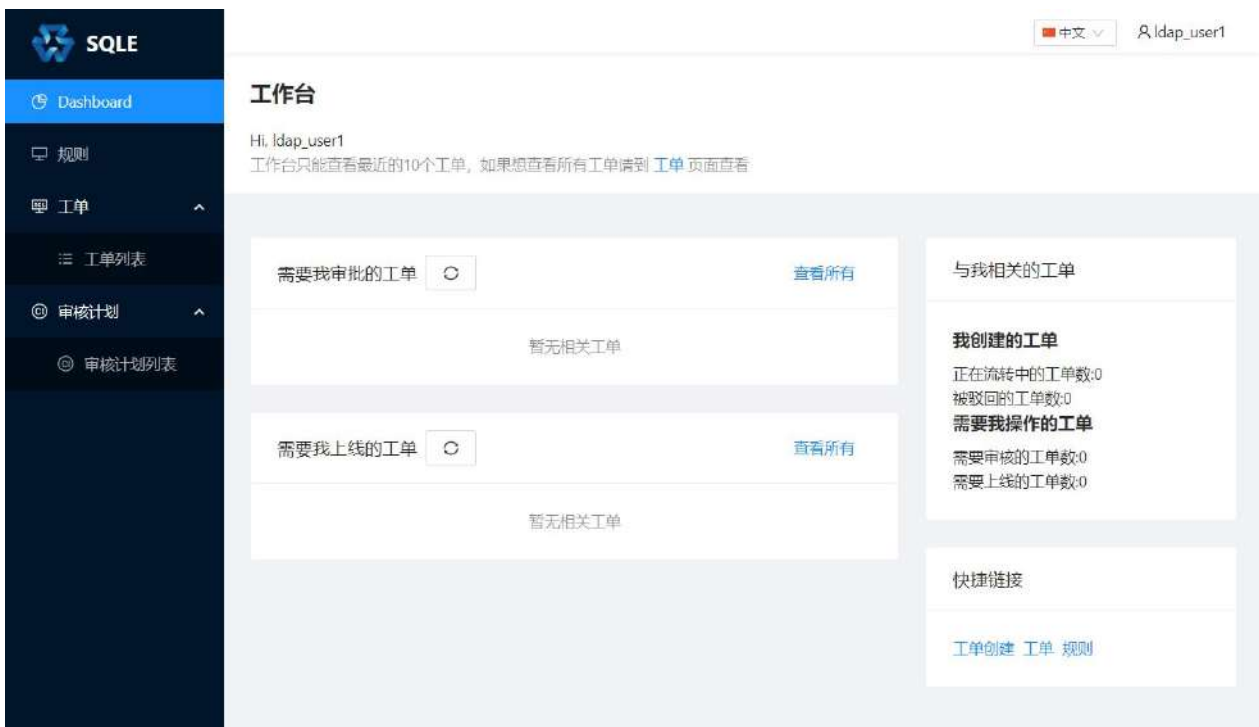 SQLE
中文
ldap_user1
Dashboard
规则
工单
工单列表
审核计划
审核计划列表
工作台
Hi, ldap_user1
工作台只能查看最近的10个工单，如果想查看所有工单请到 工单 页面查看
需要我审批的工单
查看所有
暂无相关工单
需要我上线的工单
查看所有
暂无相关工单
与我相关的工单
我创建的工单
正在流转中的工单数:0
被驳回的工单数:0
需要我操作的工单
需要审核的工单数:0
需要上线的工单数:0
快捷链接
工单创建 工单 规则